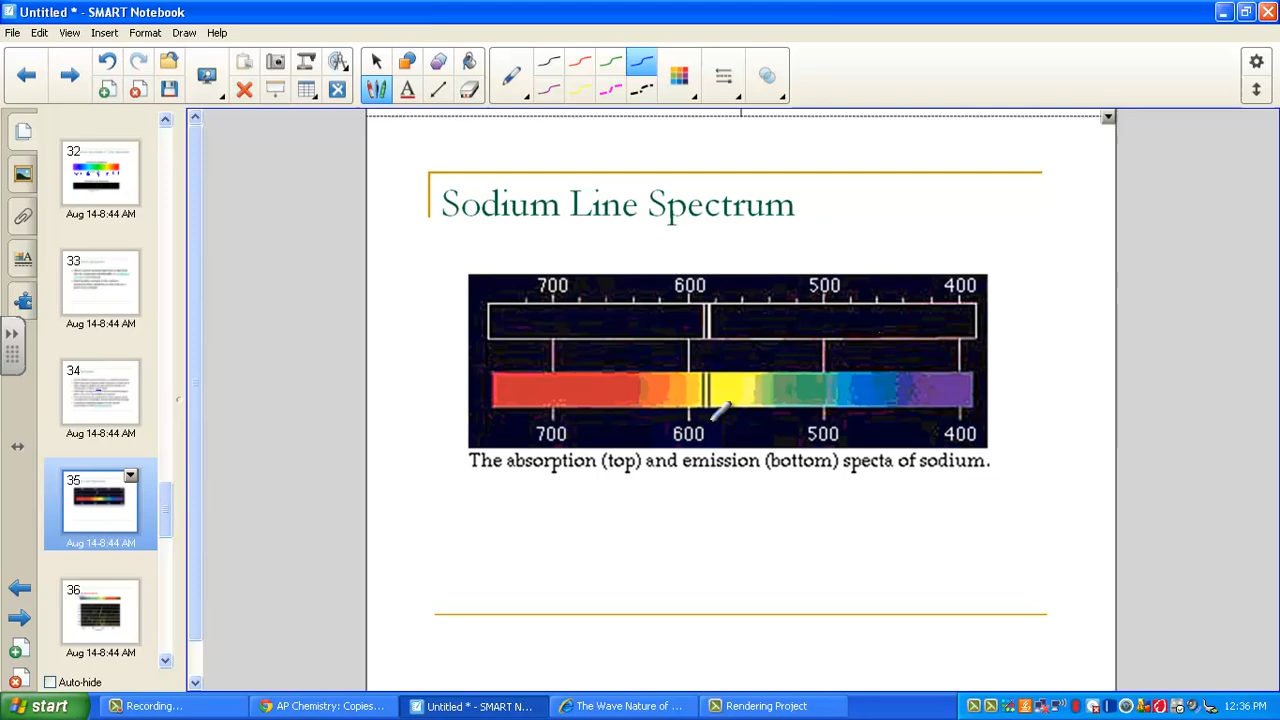 Untitled * - SMART Notebook
File Edit View Insert Format Draw Help
32
Aug 14-8:44 AM
33
Aug 14-8:44 AM
34
Aug 14-8:44 AM
35
Aug 14-8:44 AM
36
Aug 14-8:44 AM
Auto-hide
Sodium Line Spectrum
700 600 500 400
700 600 500 400
The absorption (top) and emission (bottom) specta of sodium.
start Recording... AP Chemistry: Copies... Untitled * - SMART N... The Wave Nature of ... Rendering Project 12:36 PM